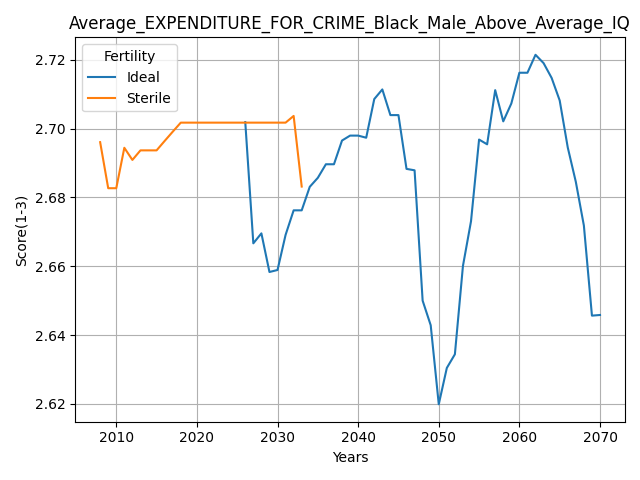 Average_EXPENDITURE_FOR_CRIME_Black_Male_Above_Average_IQ
Fertility
Ideal
Sterile
2.72
2.70
2.68
2.66
2.64
2.62
Score(1-3)
2010 2020 2030 2040 2050 2060 2070
Years